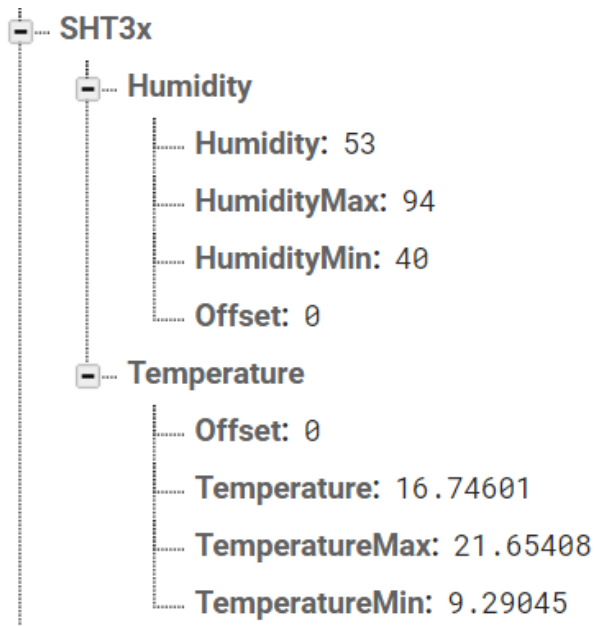 SHT3x
Humidity
Humidity: 53
HumidityMax: 94
HumidityMin: 40
Offset: 0
Temperature
Offset: 0
Temperature: 16.74601
TemperatureMax: 21.65408
TemperatureMin: 9.29045